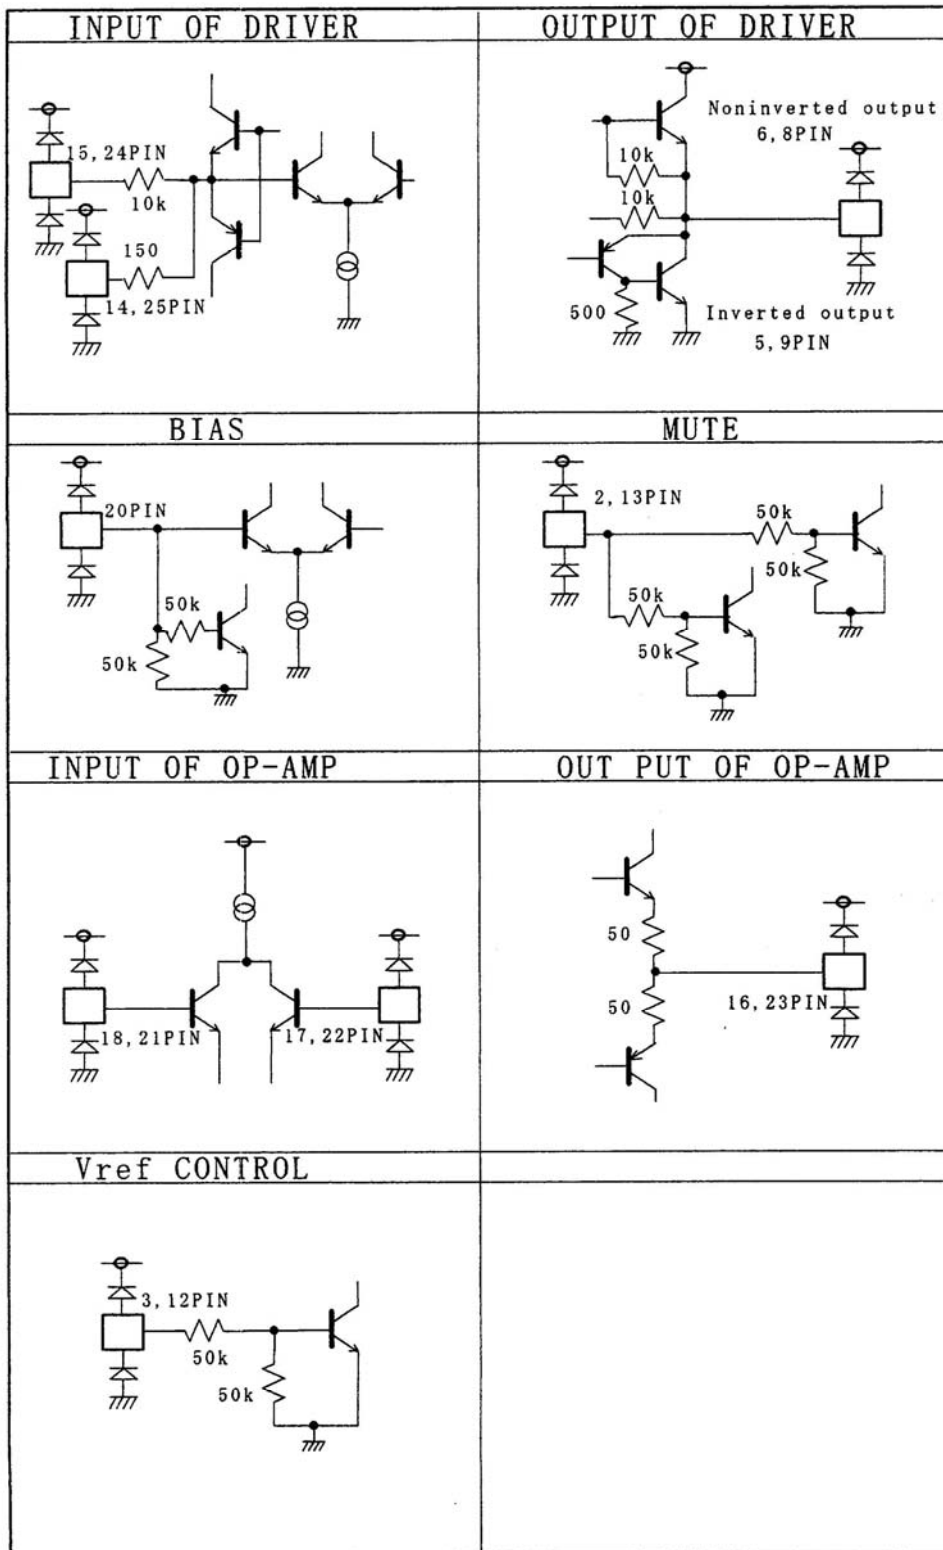 INPUT OF DRIVER
15,24PIN
10k
150
14,25PIN
OUTPUT OF DRIVER
Noninverted output
6,8PIN
10k
10k
500
Inverted output
5,9PIN
BIAS
20PIN
50k
50k
MUTE
2,13PIN
50k
50k
50k
50k
INPUT OF OP-AMP
18,21PIN
17,22PIN
OUT PUT OF OP-AMP
50
50
16,23PIN
Vref CONTROL
3,12PIN
50k
50k